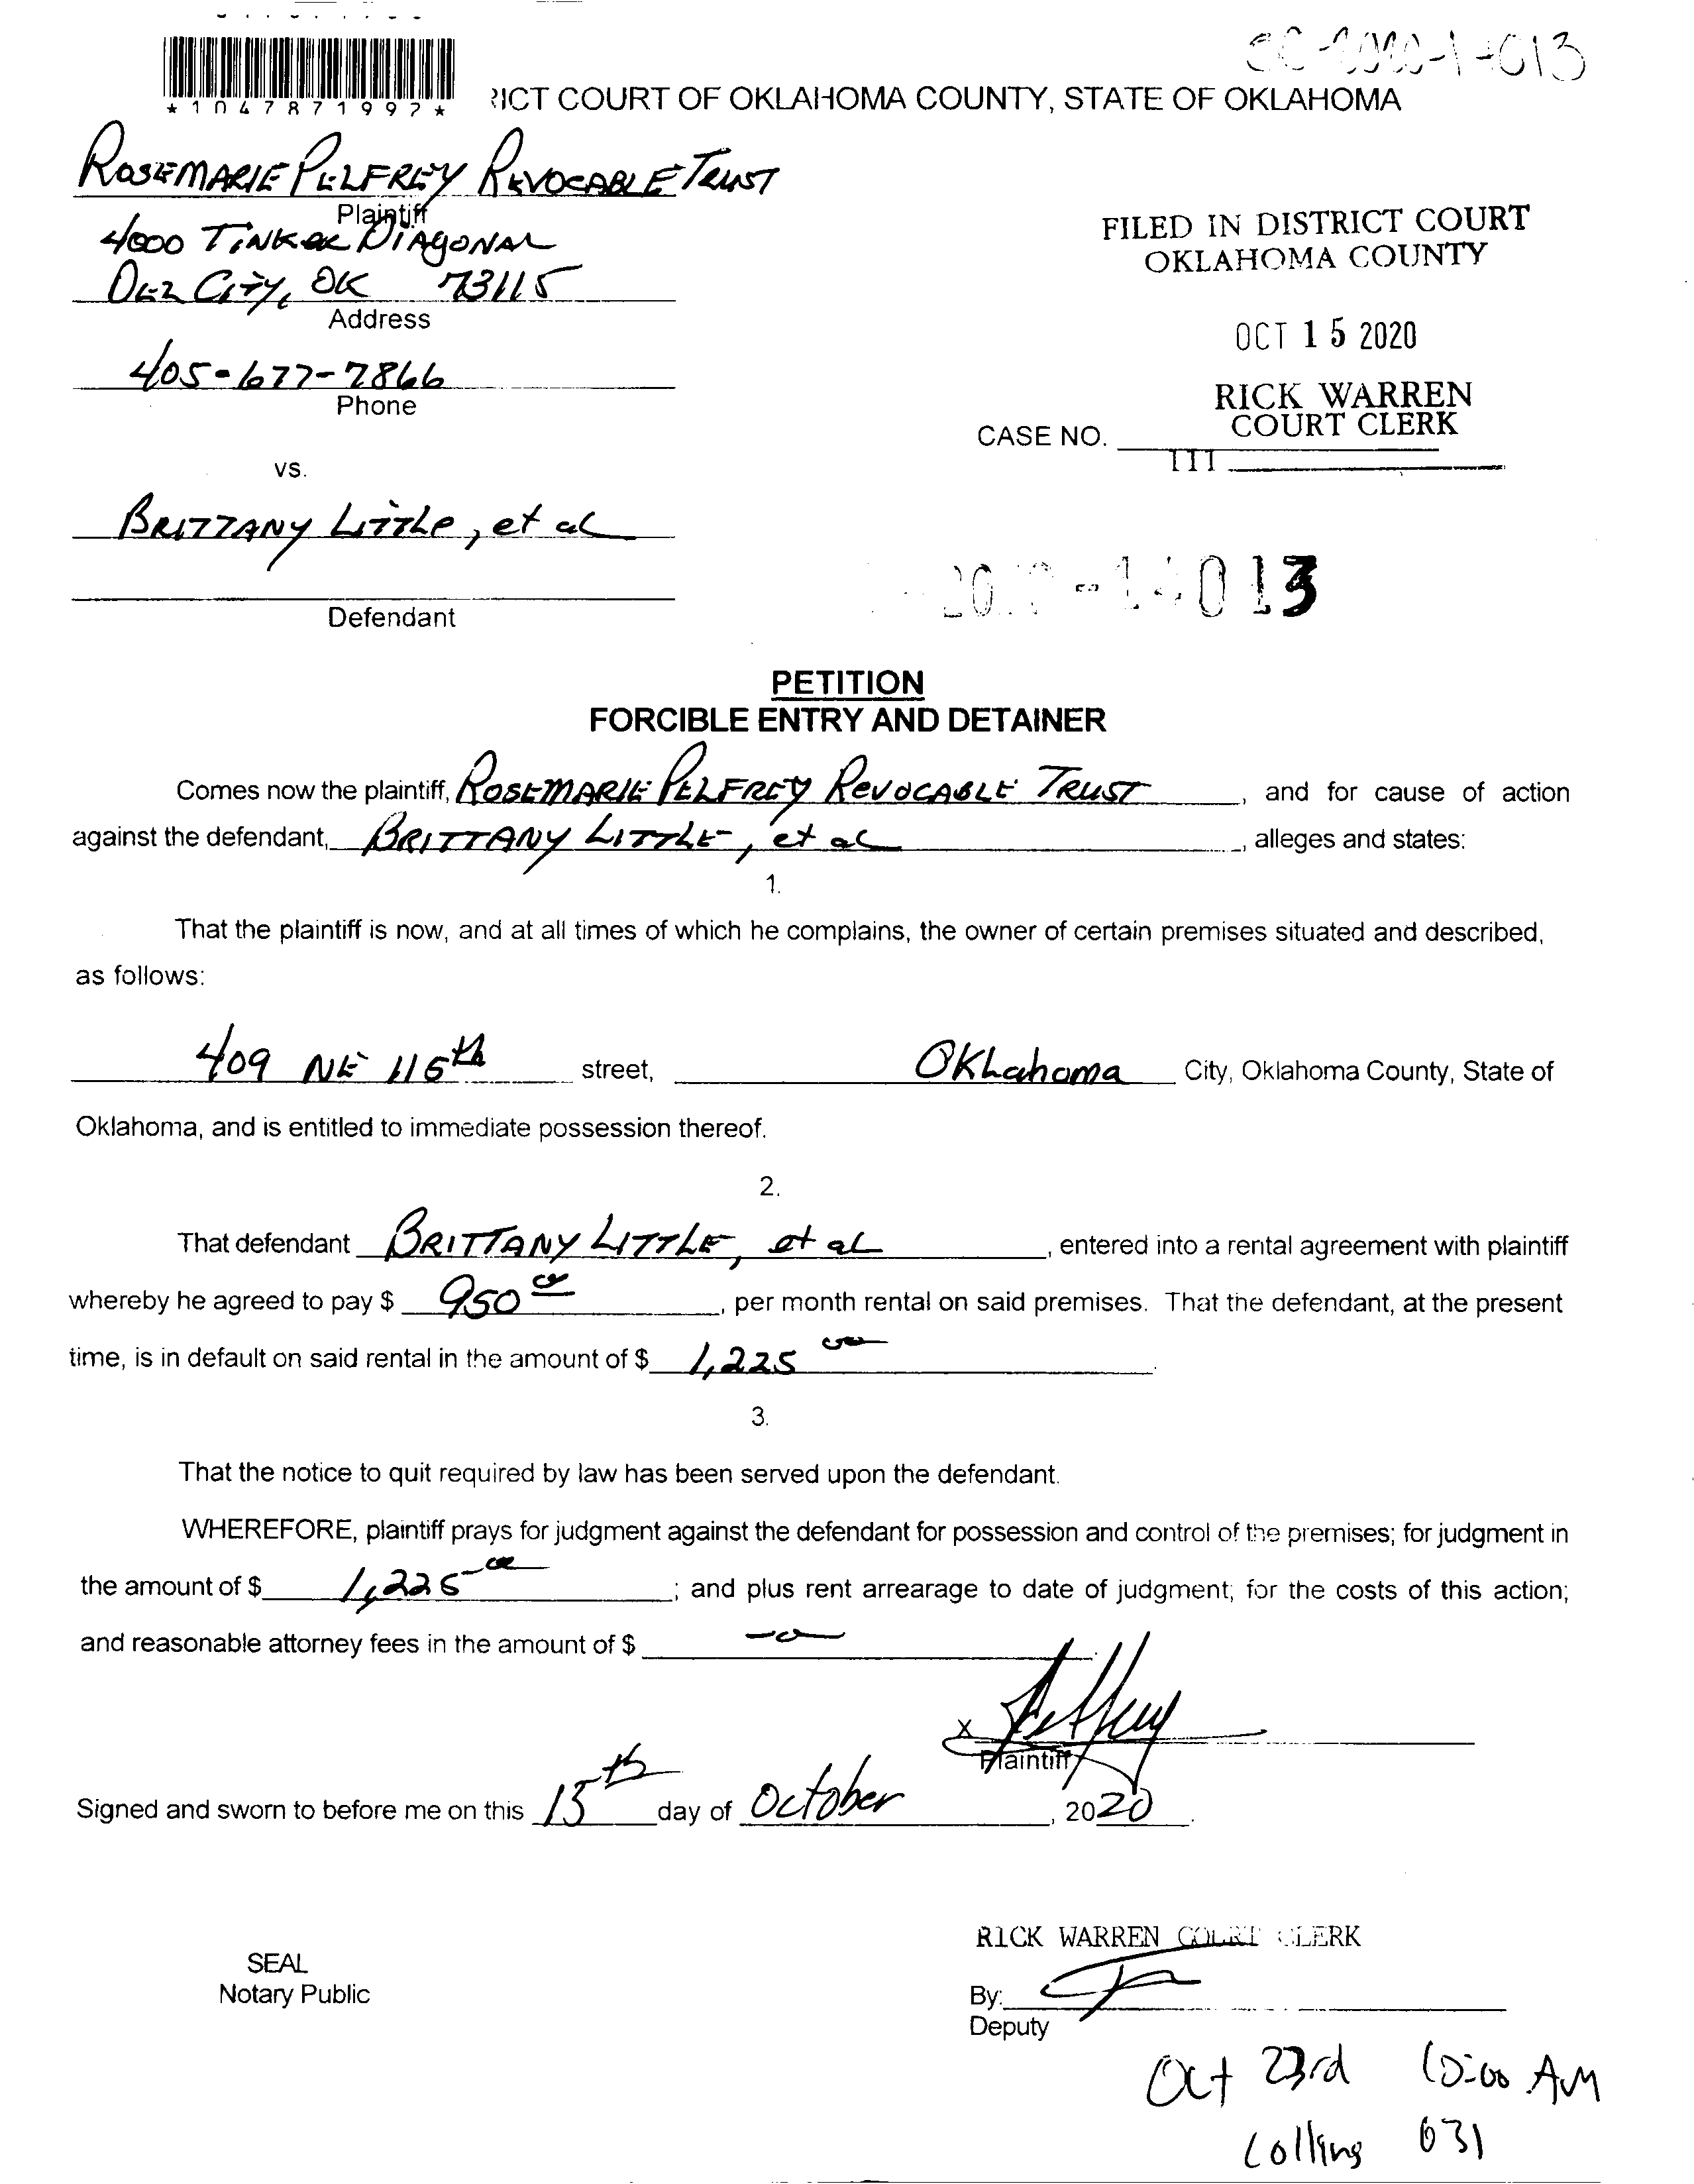 *1047871992*
SC-2020-14013
RICT COURT OF OKLAHOMA COUNTY, STATE OF OKLAHOMA
ROSEMARIE PELFREY REVOCABLE TRUST
Plaintiff
4000 TINKER DIAGONAL
DEL CITY, OK 73115
Address
405-677-7866
Phone
FILED IN DISTRICT COURT
OKLAHOMA COUNTY
OCT 15 2020
RICK WARREN
COURT CLERK
CASE NO.
vs.
BRITTANY LITTLE, et al
Defendant
2020-14013
PETITION
FORCIBLE ENTRY AND DETAINER
Comes now the plaintiff, ROSEMARIE PELFREY REVOCABLE TRUST, and for cause of action
against the defendant, BRITTANY LITTLE, et al, alleges and states:
1.
That the plaintiff is now, and at all times of which he complains, the owner of certain premises situated and described,
as follows:
409 NE 115th street, Oklahoma City, Oklahoma County, State of
Oklahoma, and is entitled to immediate possession thereof.
2.
That defendant BRITTANY LITTLE, et al, entered into a rental agreement with plaintiff
whereby he agreed to pay $ 950 00, per month rental on said premises. That the defendant, at the present
time, is in default on said rental in the amount of $ 1,225 00.
3.
That the notice to quit required by law has been served upon the defendant.
WHEREFORE, plaintiff prays for judgment against the defendant for possession and control of the premises; for judgment in
the amount of $ 1,225 00; and plus rent arrearage to date of judgment; for the costs of this action;
and reasonable attorney fees in the amount of $ -0-.
X
Plaintiff
Signed and sworn to before me on this 15th day of October, 2020.
RICK WARREN COURT CLERK
SEAL
Notary Public
By:
Deputy
Oct 23rd 10:00 AM
Collins 031